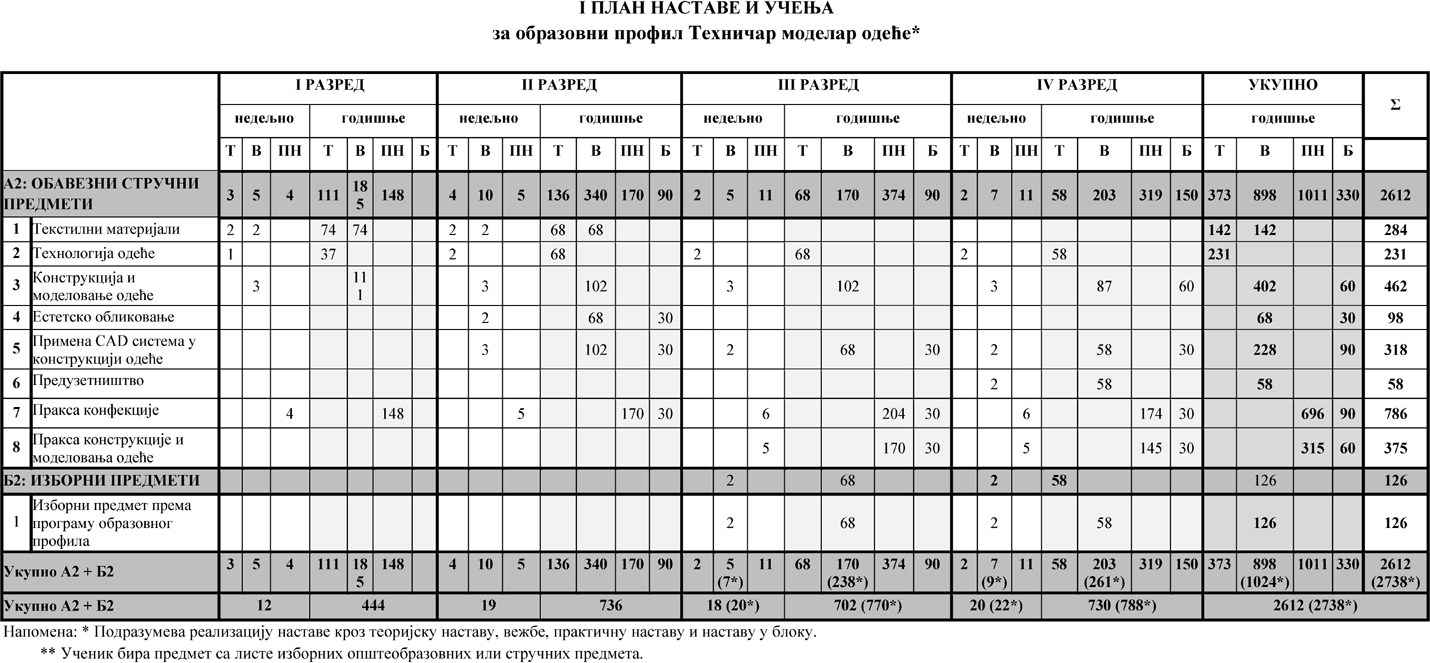 I ПЛАН НАСТАВЕ И УЧЕЊА
за образовни профил Техничар моделар одеће*
I РАЗРЕД II РАЗРЕД III РАЗРЕД IV РАЗРЕД УКУПНО Σ
недељно годишње недељно годишње недељно годишње недељно годишње годишње
Т В ПН Т В ПН Б Т В ПН Т В ПН Б Т В ПН Т В ПН Б Т В ПН Т В ПН Б Т В ПН Б
А2: ОБАВЕЗНИ СТРУЧНИ
ПРЕДМЕТИ
3 5 4 111 185 148 4 10 5 136 340 170 90 2 5 11 68 170 374 90 2 7 11 58 203 319 150 373 898 1011 330 2612
1 Текстилни материјали 2 2 74 74 2 2 68 68 142 142 284
2 Технологија одеће 1 37 2 68 2 68 2 58 231 231
3 Конструкција и
моделовање одеће
3 111 3 102 3 102 3 87 60 402 60 462
4 Естетско обликовање 2 68 30 68 30 98
5 Примена CAD система у
конструкцији одеће
3 102 30 2 68 30 2 58 30 228 90 318
6 Предузетништво 2 58 58 58
7 Пракса конфекције 4 148 5 170 30 6 204 30 6 174 30 696 90 786
8 Пракса конструкције и
моделовања одеће
5 170 30 5 145 30 315 60 375
Б2: ИЗБОРНИ ПРЕДМЕТИ 2 68 2 58 126 126
1 Изборни предмет према
програму образовног
профила
2 68 2 58 126 126
Укупно А2 + Б2 3 5 4 111 185 148 4 10 5 136 340 170 90 2 5 (7*) 11 68 170 (238*) 374 90 2 7 (9*) 11 58 203 (261*) 319 150 373 898 (1024*) 1011 330 2612 (2738*)
Укупно А2 + Б2 12 444 19 736 18 (20*) 702 (770*) 20 (22*) 730 (788*) 2612 (2738*)
Напомена: * Подразумева реализацију наставе кроз теоријску наставу, вежбе, практичну наставу и наставу у блоку.
** Ученик бира предмет са листе изборних општеобразовних или стручних предмета.